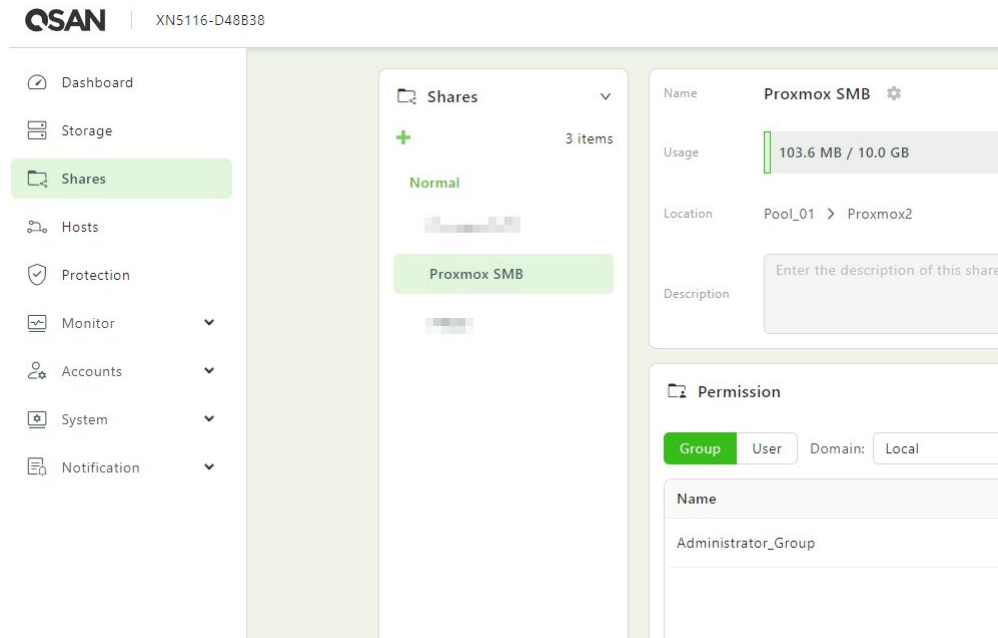 QSAN
XN5116-D48B38
Dashboard
Storage
Shares
Hosts
Protection
Monitor
Accounts
System
Notification
Shares
3 items
Normal
Proxmox SMB
Name Proxmox SMB
Usage 103.6 MB / 10.0 GB
Location Pool_01 > Proxmox2
Description Enter the description of this share
Permission
Group User Domain: Local
Name
Administrator_Group